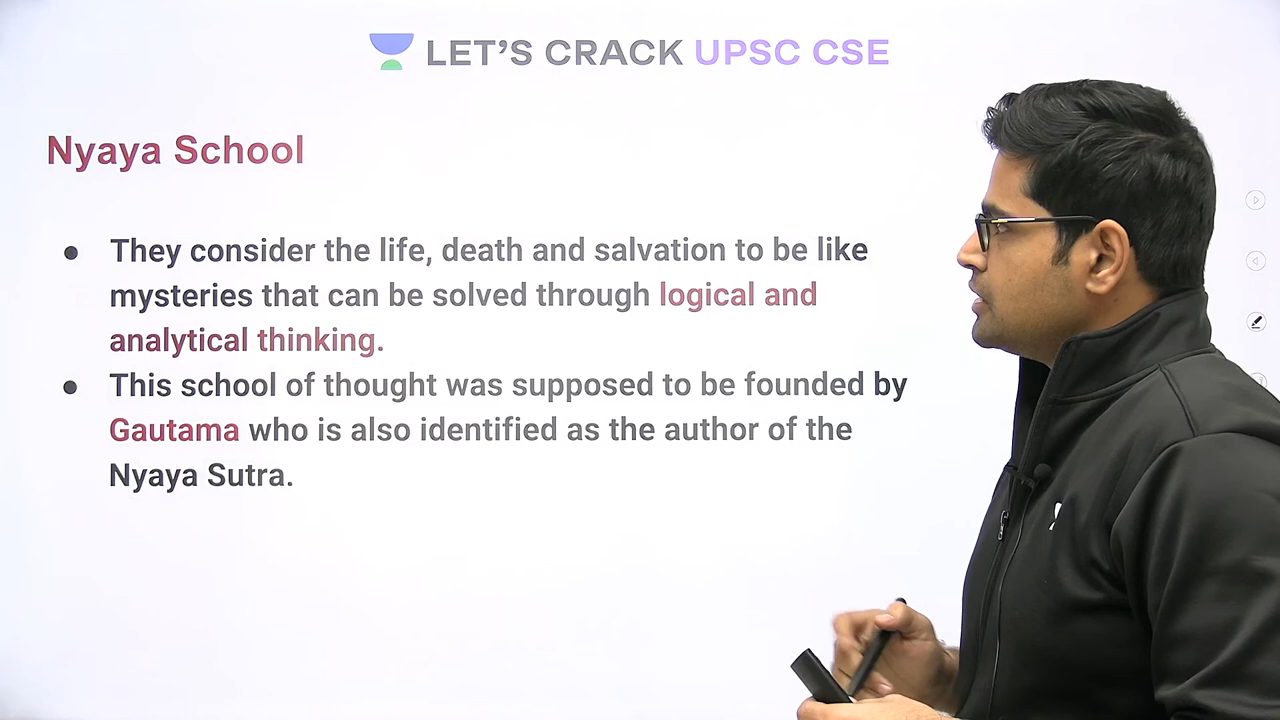 LET'S CRACK UPSC CSE
Nyaya School
● They consider the life, death and salvation to be like
mysteries that can be solved through logical and
analytical thinking.
● This school of thought was supposed to be founded by
Gautama who is also identified as the author of the
Nyaya Sutra.